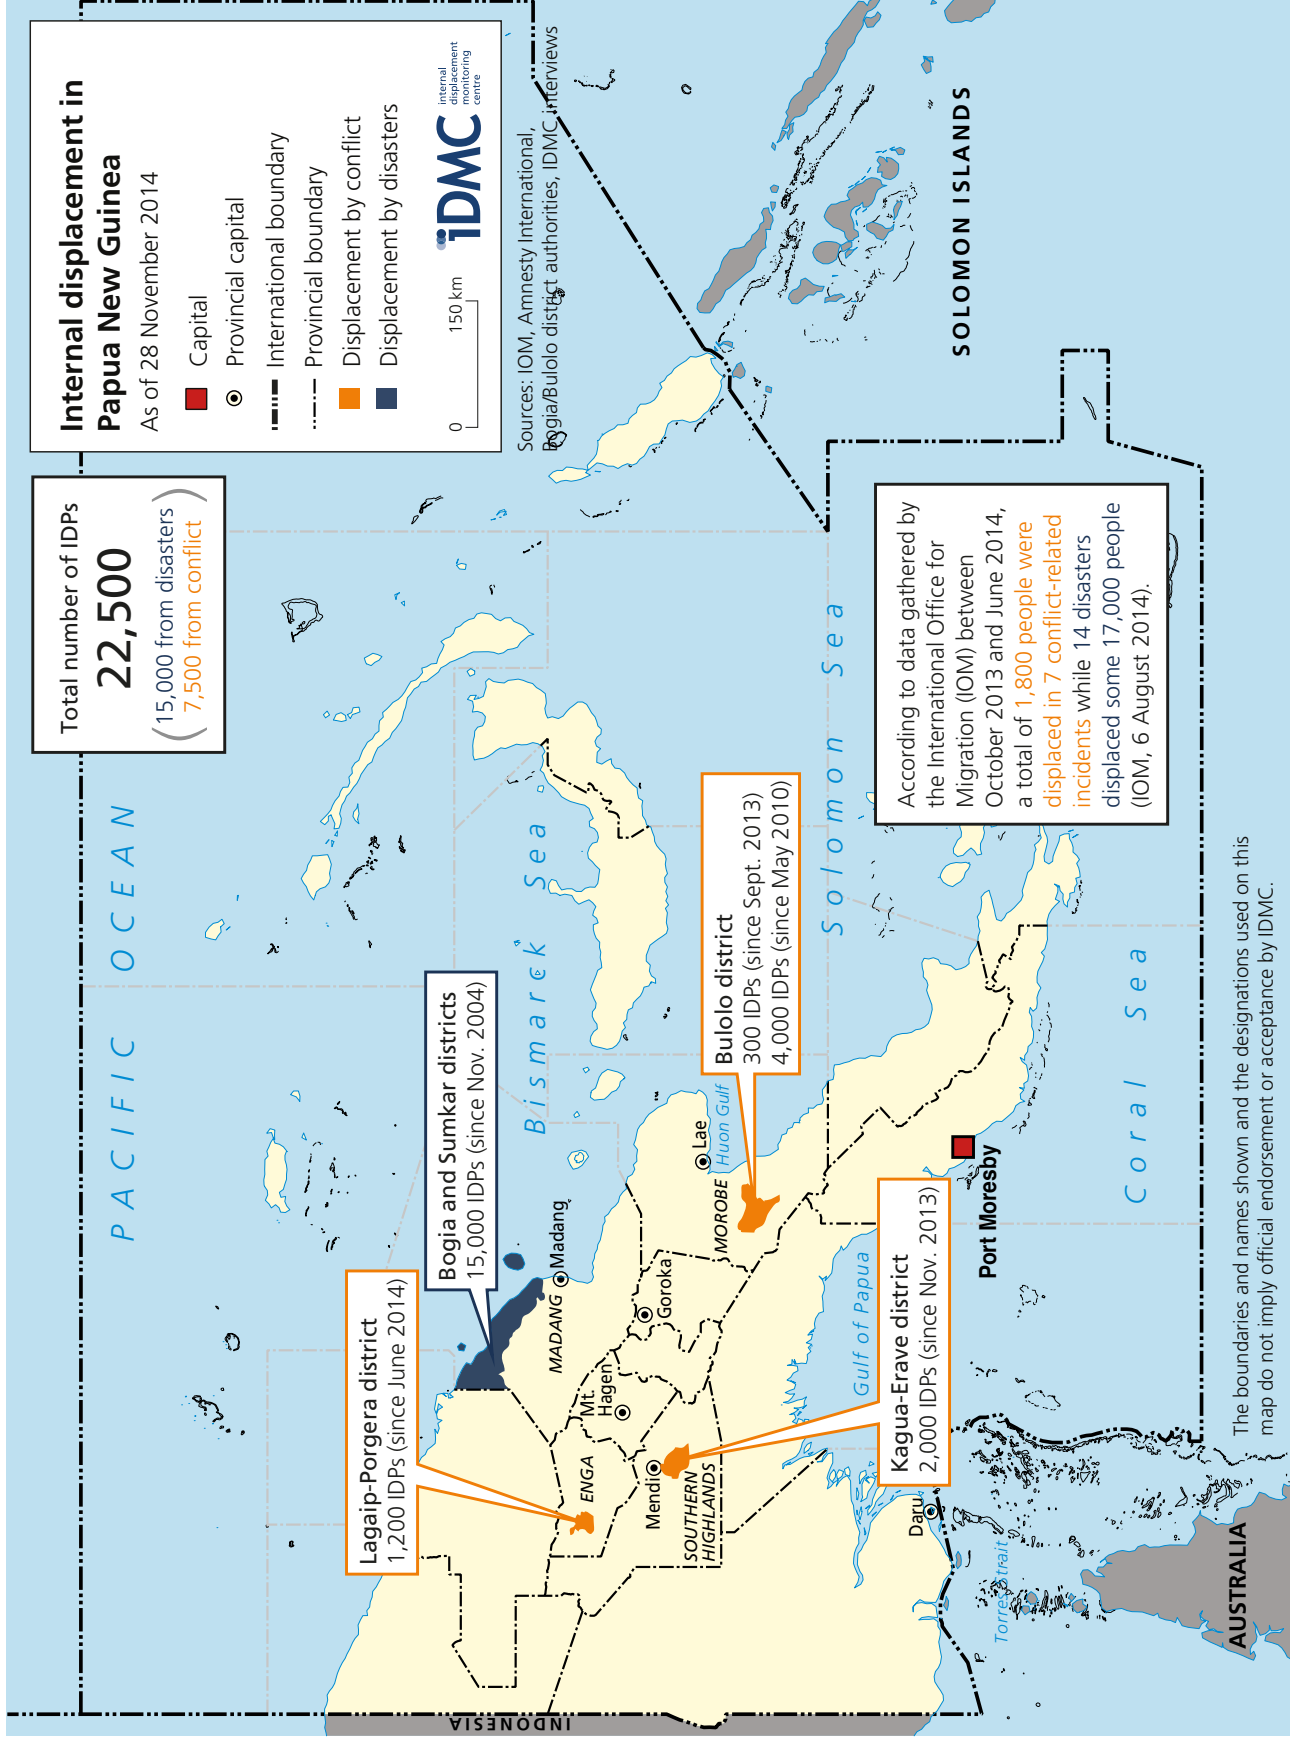 Internal displacement in
Papua New Guinea
As of 28 November 2014
Capital
Provincial capital
International boundary
Provincial boundary
Displacement by conflict
Displacement by disasters
0
150 km
iDMC
internal
displacement
monitoring
centre
Sources: IOM, Amnesty International,
Bogia/Bulolo district authorities, IDMC interviews
Total number of IDPs
22,500
(15,000 from disasters
7,500 from conflict)
PACIFIC OCEAN
Bismarck Sea
Solomon Sea
Coral Sea
Huon Gulf
Gulf of Papua
Torres Strait
SOLOMON ISLANDS
INDONESIA
AUSTRALIA
Lagaip-Porgera district
1,200 IDPs (since June 2014)
Bogia and Sumkar districts
15,000 IDPs (since Nov. 2004)
Bulolo district
300 IDPs (since Sept. 2013)
4,000 IDPs (since May 2010)
Kagua-Erave district
2,000 IDPs (since Nov. 2013)
MADANG
Madang
Lae
MOROBE
Goroka
Mt.
Hagen
ENGA
Mendi
SOUTHERN
HIGHLANDS
Daru
Port Moresby
According to data gathered by
the International Office for
Migration (IOM) between
October 2013 and June 2014,
a total of 1,800 people were
displaced in 7 conflict-related
incidents while 14 disasters
displaced some 17,000 people
(IOM, 6 August 2014).
The boundaries and names shown and the designations used on this
map do not imply official endorsement or acceptance by IDMC.